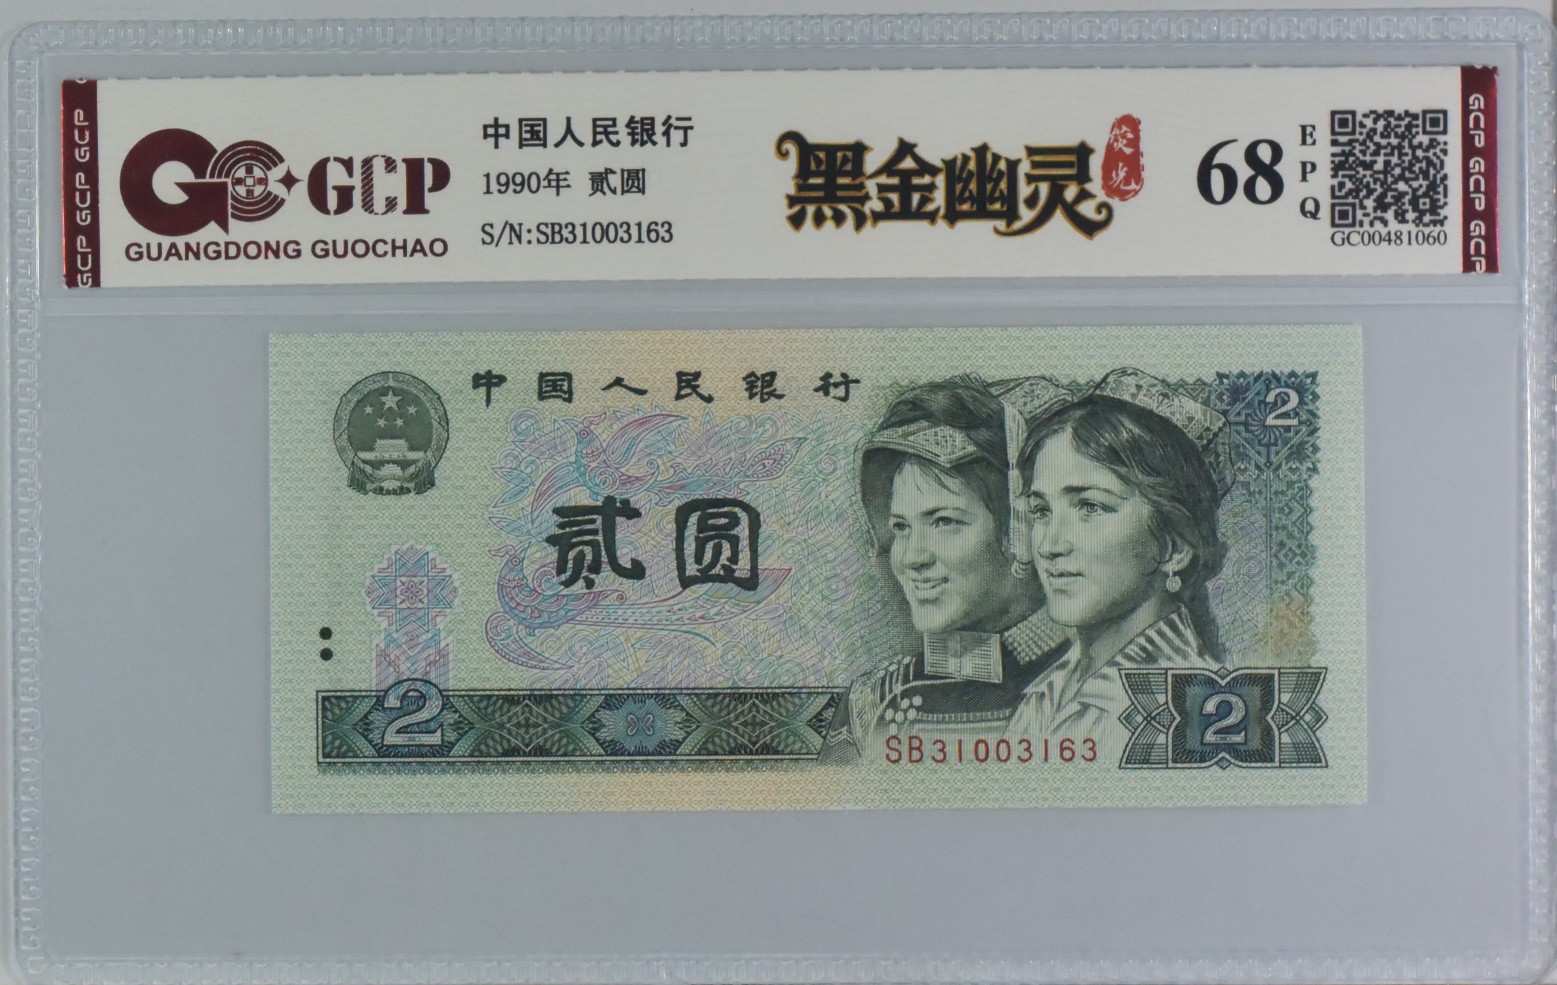 GCP GCP GCP
GCP
GUANGDONG GUOCHAO
中国人民银行
1990年 贰圆
S/N:SB31003163
黑金幽灵
荧光
68
EPQ
GC00481060
GCP GCP GCP
中国人民银行
2
贰圆
2
2
SB31003163